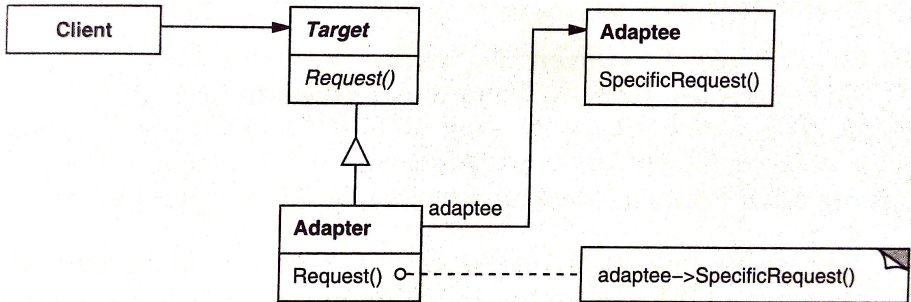 Client
Target
Request()
Adaptee
SpecificRequest()
adaptee
Adapter
Request()
adaptee->SpecificRequest()